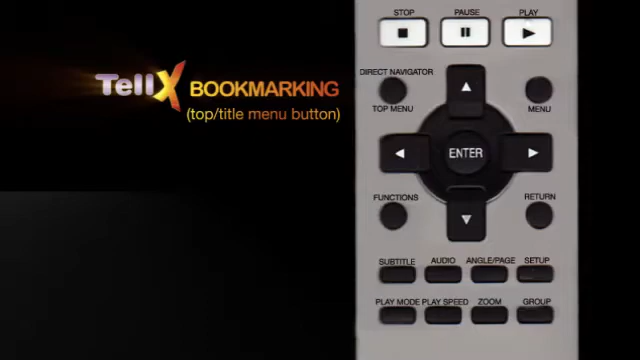 STOP PAUSE PLAY
DIRECT NAVIGATOR
TellX BOOKMARKING
TOP MENU MENU
(top/title menu button)
ENTER
FUNCTIONS RETURN
SUBTITLE AUDIO ANGLE/PAGE SETUP
PLAY MODE PLAY SPEED ZOOM GROUP